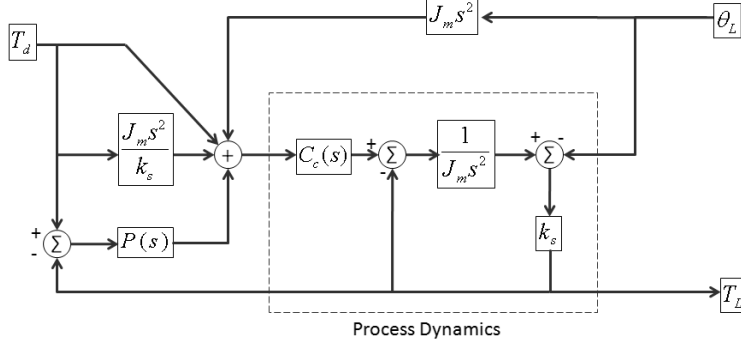 J_m s^2
θ_L
T_d
J_m s^2
k_s
+
C_c(s)
+
Σ
-
1
J_m s^2
+
-
Σ
+
-
Σ
P(s)
k_s
T_L
Process Dynamics